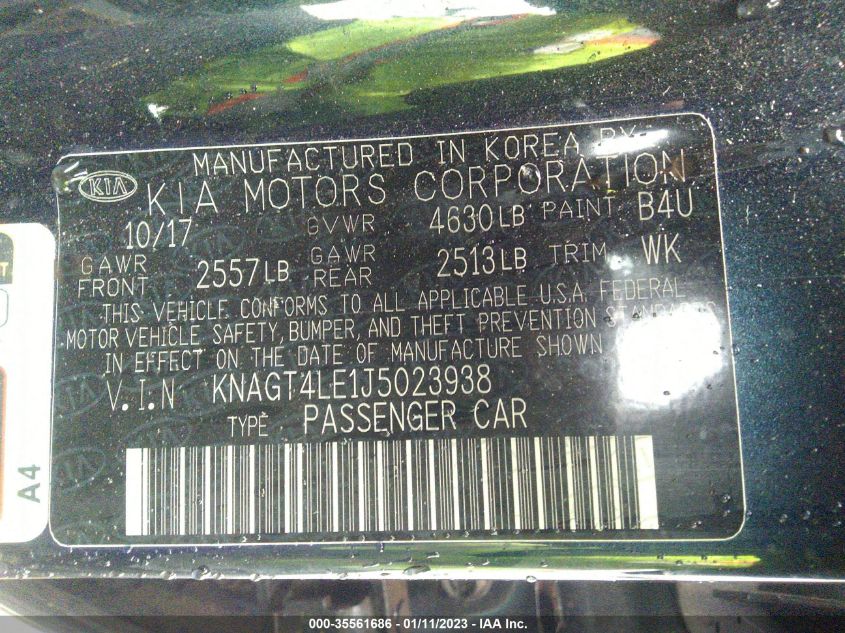 MANUFACTURED IN KOREA BY
KIA KIA MOTORS CORPORATION
10/17 GVWR 4630LB PAINT B4U
GAWR FRONT 2557LB GAWR REAR 2513LB TRIM WK
THIS VEHICLE CONFORMS TO ALL APPLICABLE U.S.A. FEDERAL
MOTOR VEHICLE SAFETY, BUMPER, AND THEFT PREVENTION STANDARDS
IN EFFECT ON THE DATE OF MANUFACTURE SHOWN.
V.I.N KNAGT4LE1J5023938
TYPE PASSENGER CAR
A4
000-35561686 - 01/11/2023 - IAA Inc.